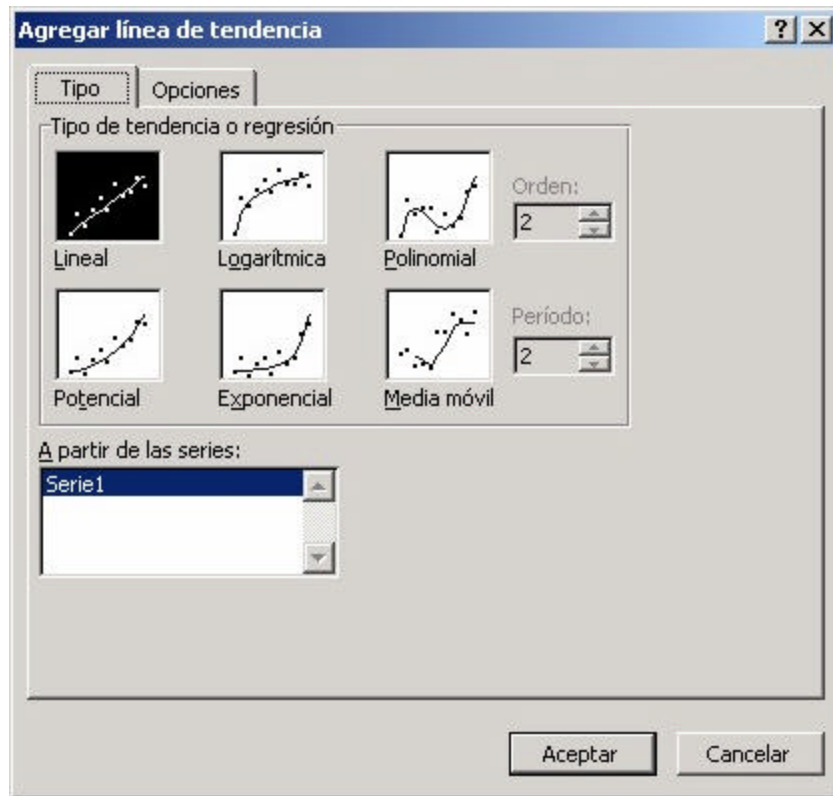 Agregar línea de tendencia
Tipo
Opciones
Tipo de tendencia o regresión
Lineal
Logarítmica
Polinomial
Orden:
2
Potencial
Exponencial
Media móvil
Período:
2
A partir de las series:
Serie1
Aceptar
Cancelar